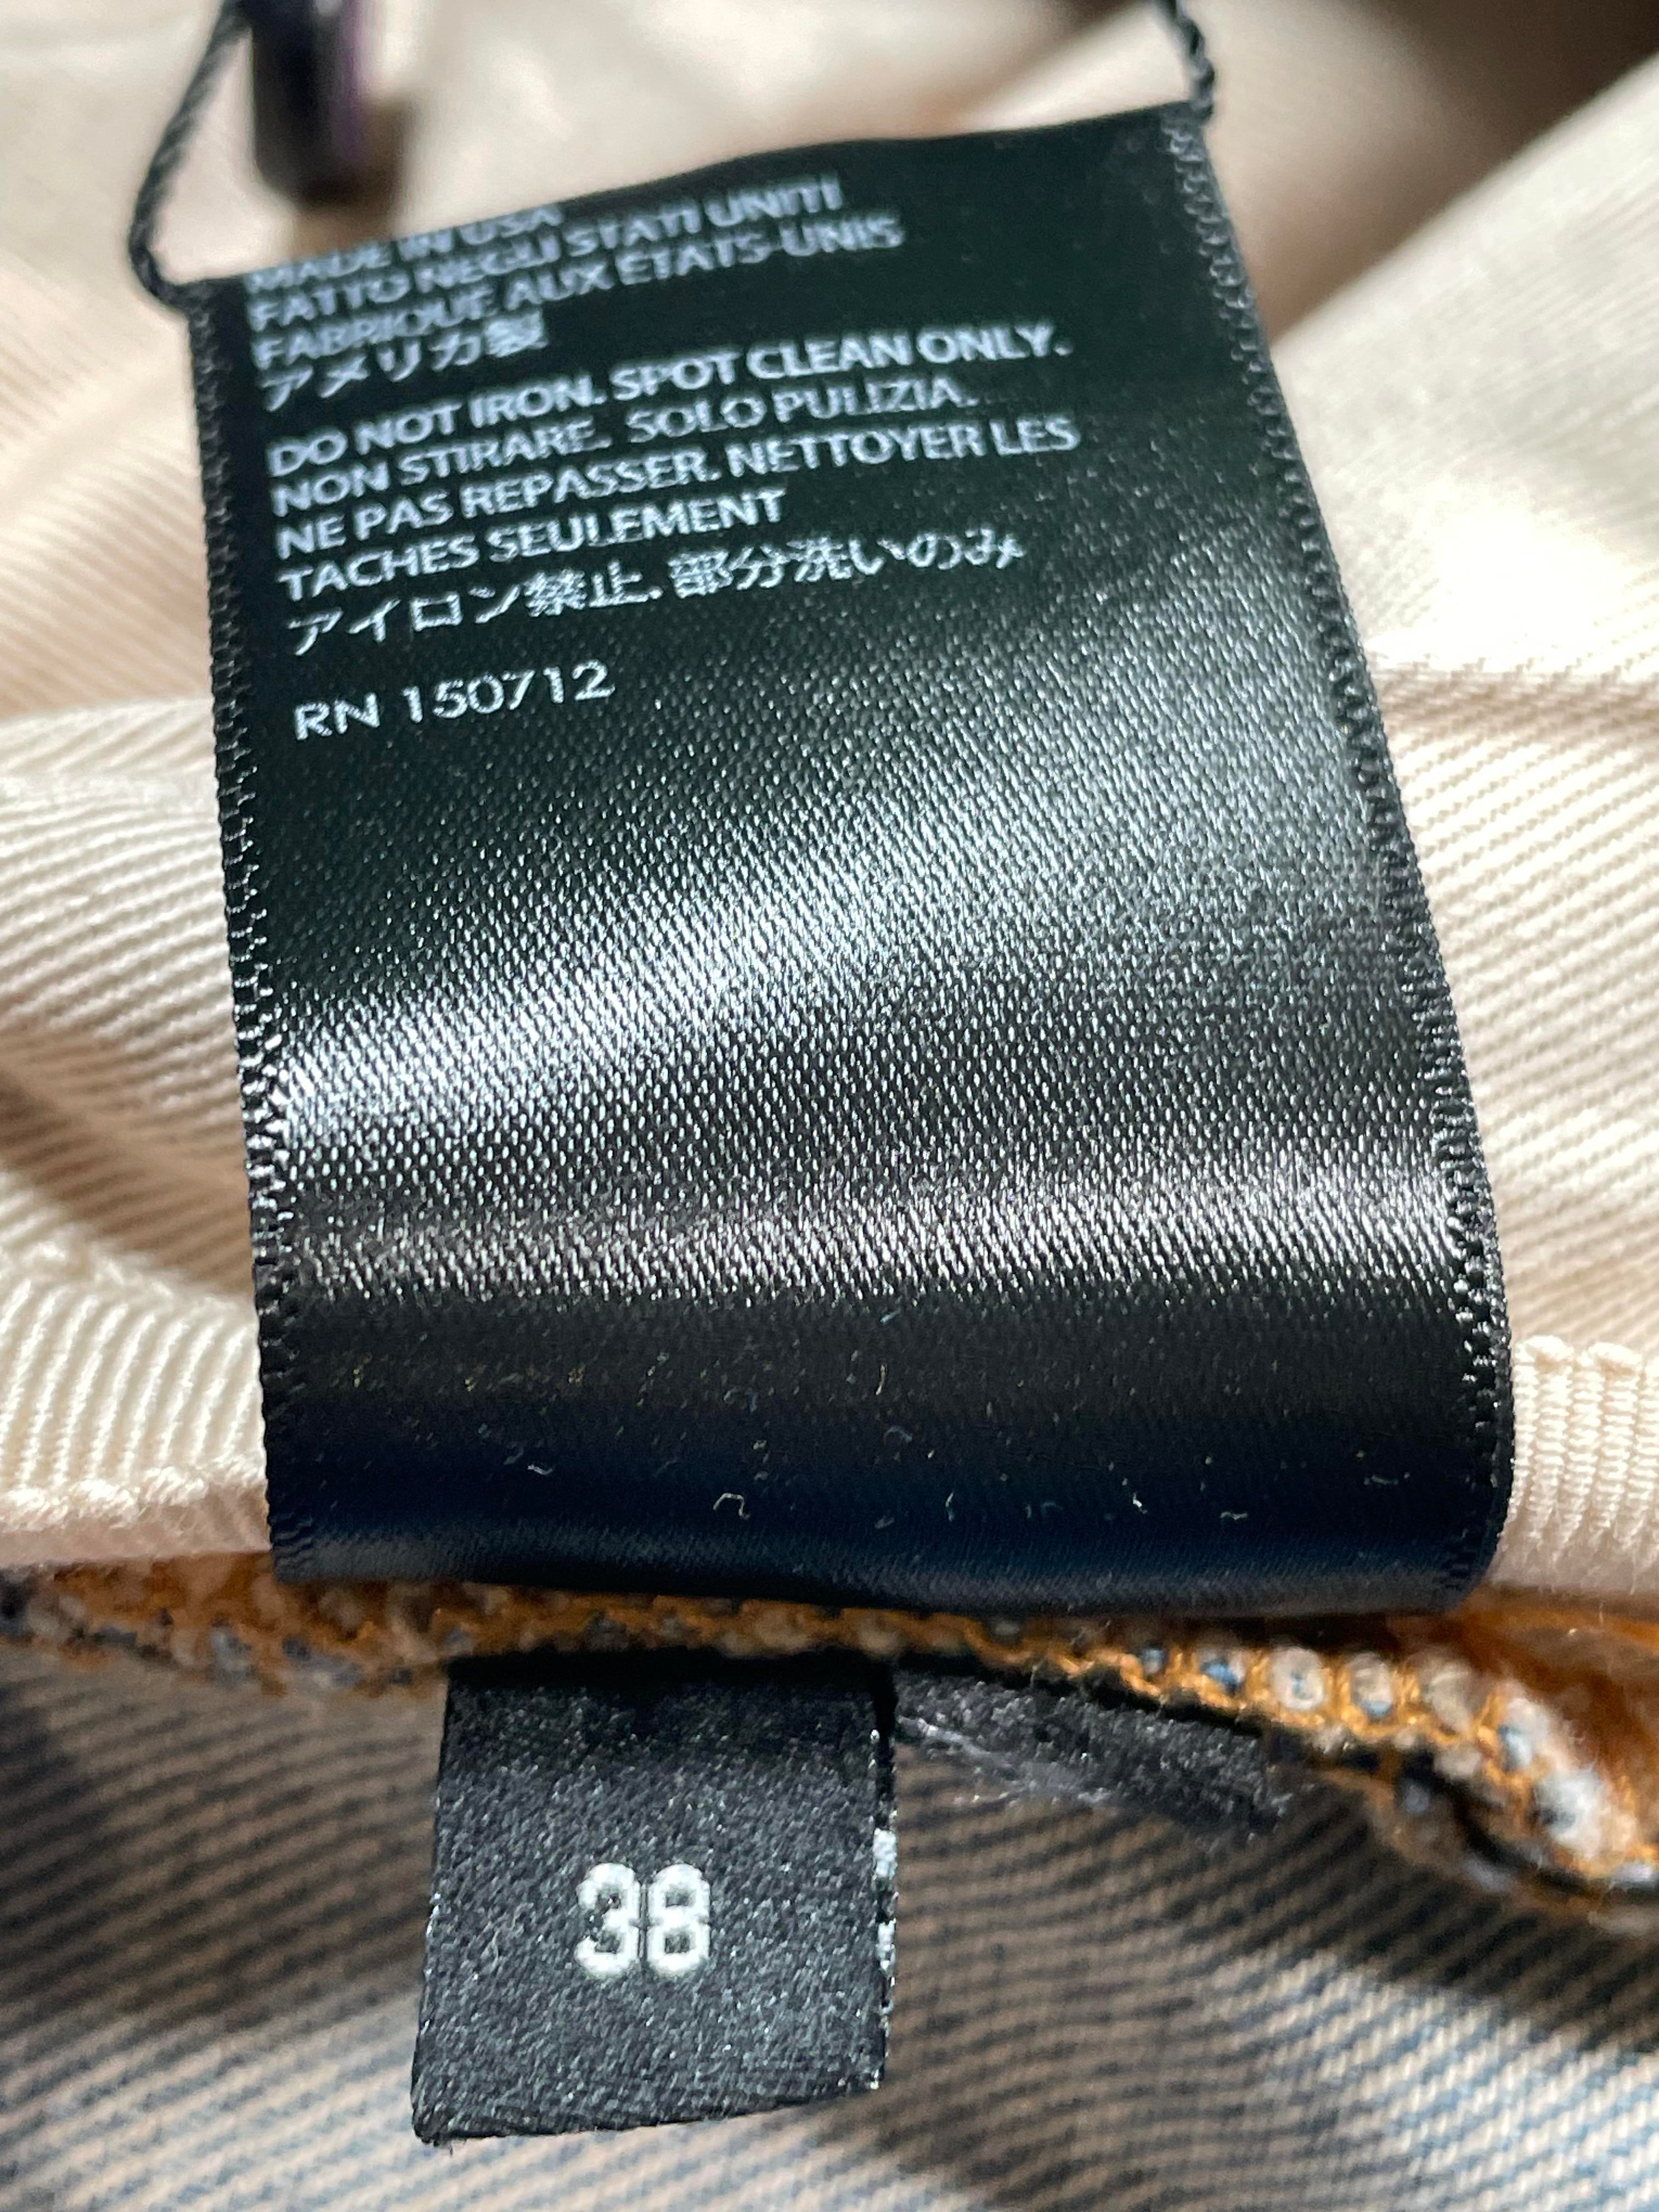 MADE IN USA
FATTO NEGLI STATI UNITI
FABRIQUE AUX ETATS-UNIS
アメリカ製
DO NOT IRON. SPOT CLEAN ONLY.
NON STIRARE. SOLO PULIZIA.
NE PAS REPASSER. NETTOYER LES
TACHES SEULEMENT
アイロン禁止. 部分洗いのみ
RN 150712
38